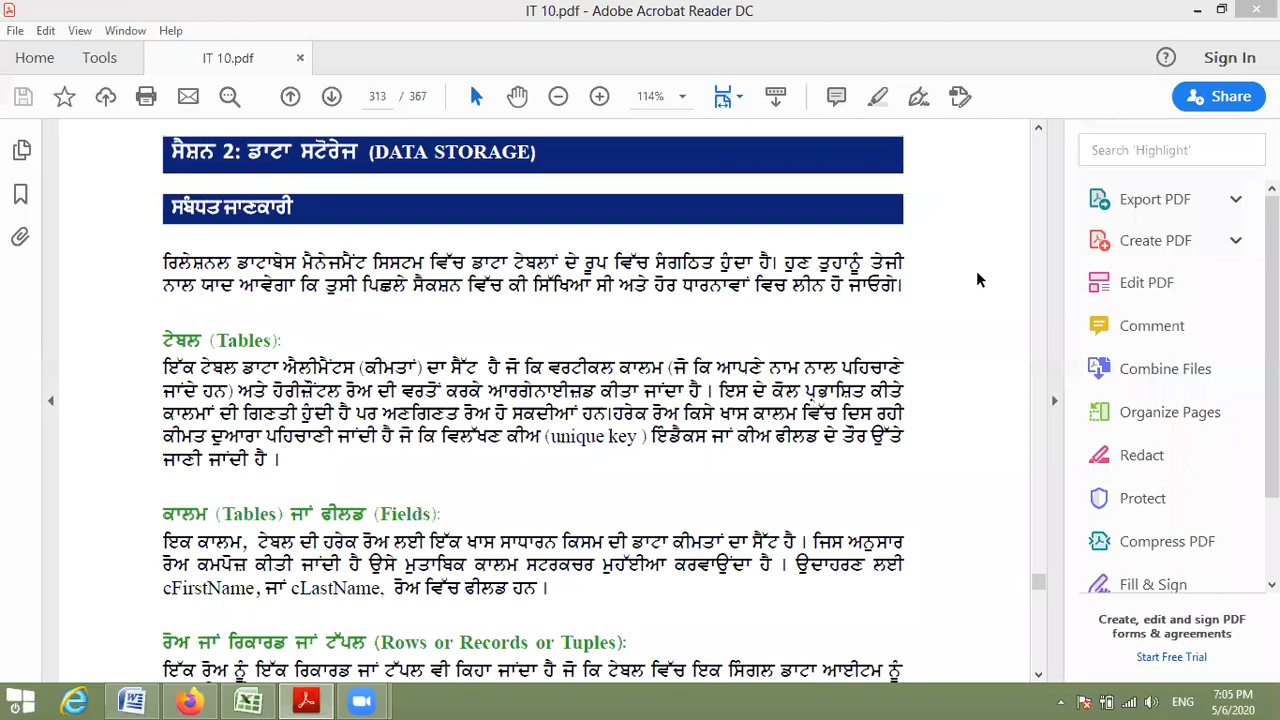 IT 10.pdf - Adobe Acrobat Reader DC
File Edit View Window Help
Home Tools IT 10.pdf × Sign In
313 / 367 114% Share
ਸੈਸ਼ਨ 2: ਡਾਟਾ ਸਟੋਰੇਜ (DATA STORAGE)
ਸਬੰਧਤ ਜਾਣਕਾਰੀ
ਰਿਲੇਸ਼ਨਲ ਡਾਟਾਬੇਸ ਮੈਨੇਜਮੈਂਟ ਸਿਸਟਮ ਵਿੱਚ ਡਾਟਾ ਟੇਬਲਾਂ ਦੇ ਰੂਪ ਵਿੱਚ ਸੰਗਠਿਤ ਹੁੰਦਾ ਹੈ। ਹੁਣ ਤੁਹਾਨੂੰ ਤੇਜੀ
ਨਾਲ ਯਾਦ ਆਵੇਗਾ ਕਿ ਤੁਸੀ ਪਿਛਲੇ ਸੈਕਸ਼ਨ ਵਿੱਚ ਕੀ ਸਿੱਖਿਆ ਸੀ ਅਤੇ ਹੋਰ ਧਾਰਨਾਵਾਂ ਵਿਚ ਲੀਨ ਹੋ ਜਾਓਗੇ।
ਟੇਬਲ (Tables):
ਇੱਕ ਟੇਬਲ ਡਾਟਾ ਐਲੀਮੈਂਟਸ (ਕੀਮਤਾਂ) ਦਾ ਸੈੱਟ ਹੈ ਜੋ ਕਿ ਵਰਟੀਕਲ ਕਾਲਮ (ਜੋ ਕਿ ਆਪਣੇ ਨਾਮ ਨਾਲ ਪਹਿਚਾਣੇ
ਜਾਂਦੇ ਹਨ) ਅਤੇ ਹੋਰੀਜ਼ੌਂਟਲ ਰੋਅ ਦੀ ਵਰਤੋਂ ਕਰਕੇ ਆਰਗੇਨਾਈਜ਼ਡ ਕੀਤਾ ਜਾਂਦਾ ਹੈ । ਇਸ ਦੇ ਕੋਲ ਪ੍ਰਭਾਸ਼ਿਤ ਕੀਤੇ
ਕਾਲਮਾਂ ਦੀ ਗਿਣਤੀ ਹੁੰਦੀ ਹੈ ਪਰ ਅਣਗਿਣਤ ਰੋਅ ਹੋ ਸਕਦੀਆਂ ਹਨ।ਹਰੇਕ ਰੋਅ ਕਿਸੇ ਖਾਸ ਕਾਲਮ ਵਿੱਚ ਦਿਸ ਰਹੀ
ਕੀਮਤ ਦੁਆਰਾ ਪਹਿਚਾਣੀ ਜਾਂਦੀ ਹੈ ਜੋ ਕਿ ਵਿਲੱਖਣ ਕੀਅ (unique key ) ਇੰਡੈਕਸ ਜਾਂ ਕੀਅ ਫੀਲਡ ਦੇ ਤੌਰ ਉੱਤੇ
ਜਾਣੀ ਜਾਂਦੀ ਹੈ ।
ਕਾਲਮ (Tables) ਜਾਂ ਫੀਲਡ (Fields):
ਇਕ ਕਾਲਮ, ਟੇਬਲ ਦੀ ਹਰੇਕ ਰੋਅ ਲਈ ਇੱਕ ਖਾਸ ਸਾਧਾਰਨ ਕਿਸਮ ਦੀ ਡਾਟਾ ਕੀਮਤਾਂ ਦਾ ਸੈੱਟ ਹੈ । ਜਿਸ ਅਨੁਸਾਰ
ਰੋਅ ਕਮਪੋਜ਼ ਕੀਤੀ ਜਾਂਦੀ ਹੈ ਉਸੇ ਮੁਤਾਬਿਕ ਕਾਲਮ ਸਟਰਕਚਰ ਮੁਹੱਈਆ ਕਰਵਾਉਂਦਾ ਹੈ । ਉਦਾਹਰਣ ਲਈ
cFirstName, ਜਾਂ cLastName, ਰੋਅ ਵਿੱਚ ਫੀਲਡ ਹਨ ।
ਰੋਅ ਜਾਂ ਰਿਕਾਰਡ ਜਾਂ ਟੱਪਲ (Rows or Records or Tuples):
ਇੱਕ ਰੋਅ ਨੂੰ ਇੱਕ ਰਿਕਾਰਡ ਜਾਂ ਟੱਪਲ ਵੀ ਕਿਹਾ ਜਾਂਦਾ ਹੈ ਜੋ ਕਿ ਟੇਬਲ ਵਿੱਚ ਇਕ ਸਿੰਗਲ ਡਾਟਾ ਆਈਟਮ ਨੂੰ
Search 'Highlight'
Export PDF
Create PDF
Edit PDF
Comment
Combine Files
Organize Pages
Redact
Protect
Compress PDF
Fill & Sign
Create, edit and sign PDF
forms & agreements
Start Free Trial
ENG
7:05 PM
5/6/2020